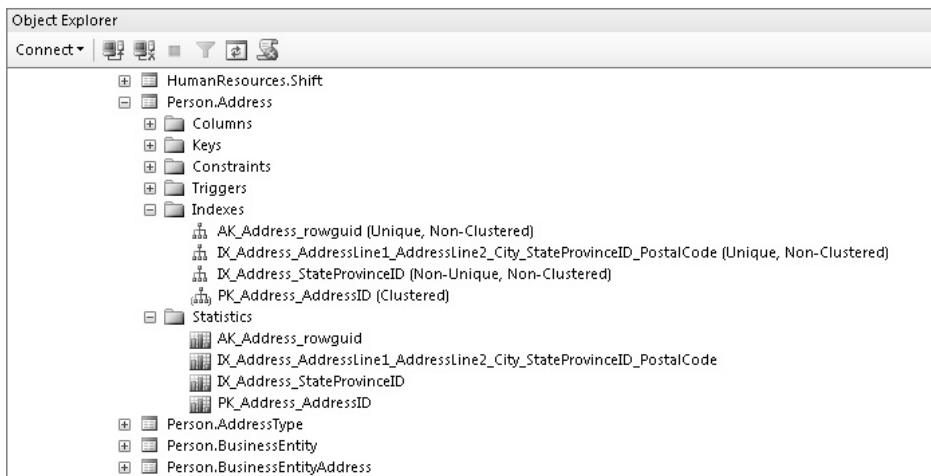 Object Explorer
Connect
HumanResources.Shift
Person.Address
Columns
Keys
Constraints
Triggers
Indexes
AK_Address_rowguid (Unique, Non-Clustered)
IX_Address_AddressLine1_AddressLine2_City_StateProvinceID_PostalCode (Unique, Non-Clustered)
IX_Address_StateProvinceID (Non-Unique, Non-Clustered)
PK_Address_AddressID (Clustered)
Statistics
AK_Address_rowguid
IX_Address_AddressLine1_AddressLine2_City_StateProvinceID_PostalCode
IX_Address_StateProvinceID
PK_Address_AddressID
Person.AddressType
Person.BusinessEntity
Person.BusinessEntityAddress